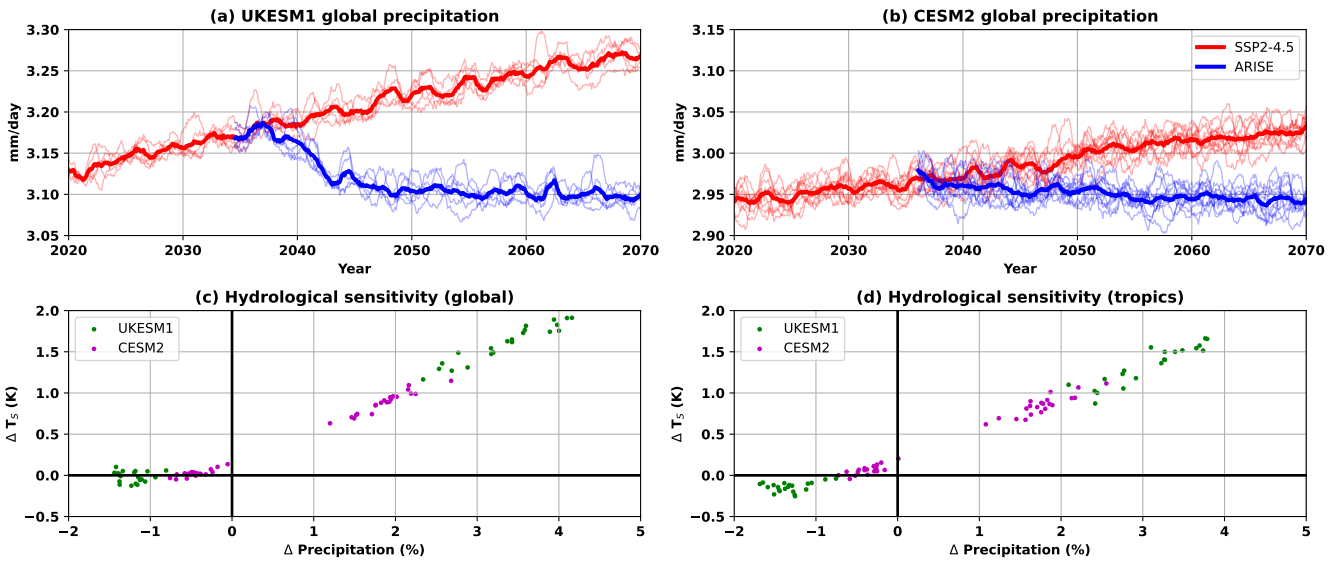 (a) UKESM1 global precipitation
3.30
3.25
3.20
3.15
3.10
3.05
mm/day
2020
2030
2040
2050
2060
2070
Year
(b) CESM2 global precipitation
3.15
3.10
3.05
3.00
2.95
2.90
mm/day
SSP2-4.5
ARISE
2020
2030
2040
2050
2060
2070
Year
(c) Hydrological sensitivity (global)
2.0
1.5
1.0
0.5
0.0
−0.5
Δ TS (K)
UKESM1
CESM2
−2
−1
0
1
2
3
4
5
Δ Precipitation (%)
(d) Hydrological sensitivity (tropics)
2.0
1.5
1.0
0.5
0.0
−0.5
Δ TS (K)
UKESM1
CESM2
−2
−1
0
1
2
3
4
5
Δ Precipitation (%)